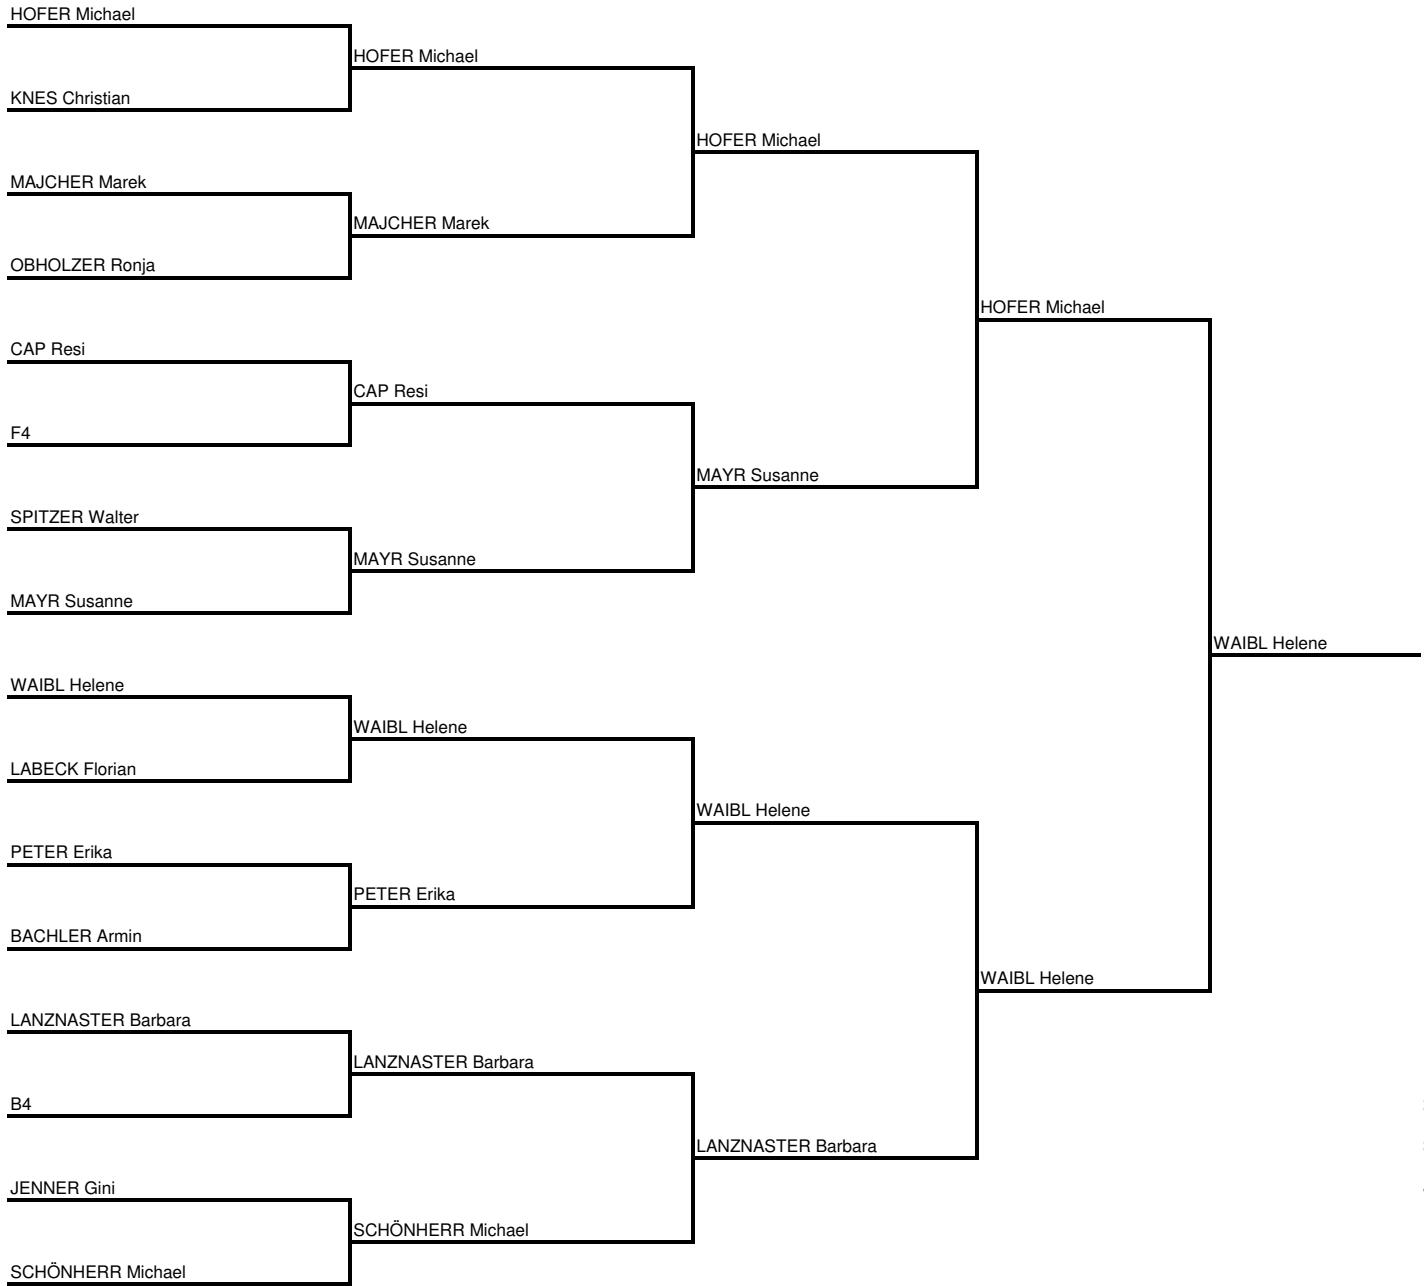 HOFER Michael
KNES Christian
MAJCHER Marek
OBHOLZER Ronja
CAP Resi
F4
SPITZER Walter
MAYR Susanne
WAIBL Helene
LABECK Florian
PETER Erika
BACHLER Armin
LANZNASTER Barbara
B4
JENNER Gini
SCHÖNHERR Michael
HOFER Michael
MAJCHER Marek
CAP Resi
MAYR Susanne
WAIBL Helene
PETER Erika
LANZNASTER Barbara
SCHÖNHERR Michael
HOFER Michael
MAYR Susanne
WAIBL Helene
LANZNASTER Barbara
HOFER Michael
WAIBL Helene
WAIBL Helene